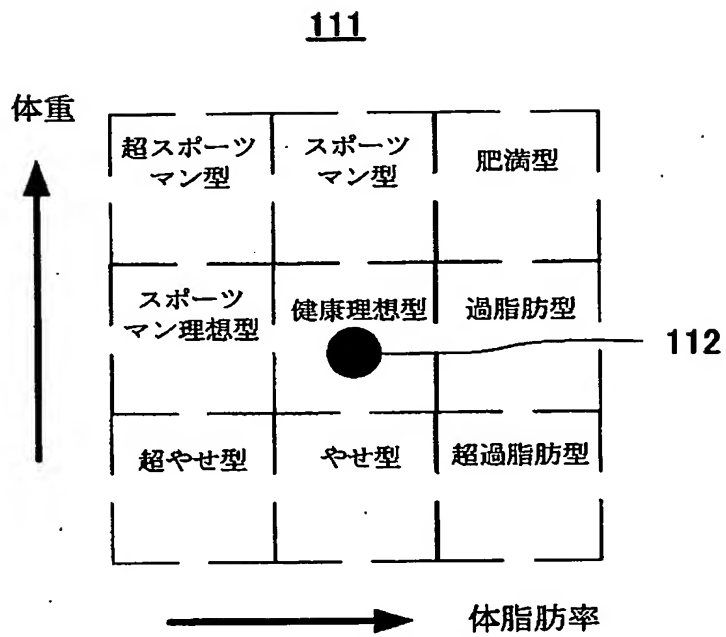 111
体重
超スポーツ
マン型
スポーツ
マン型
肥満型
スポーツ
マン理想型
健康理想型
過脂肪型
112
超やせ型
やせ型
超過脂肪型
体脂肪率